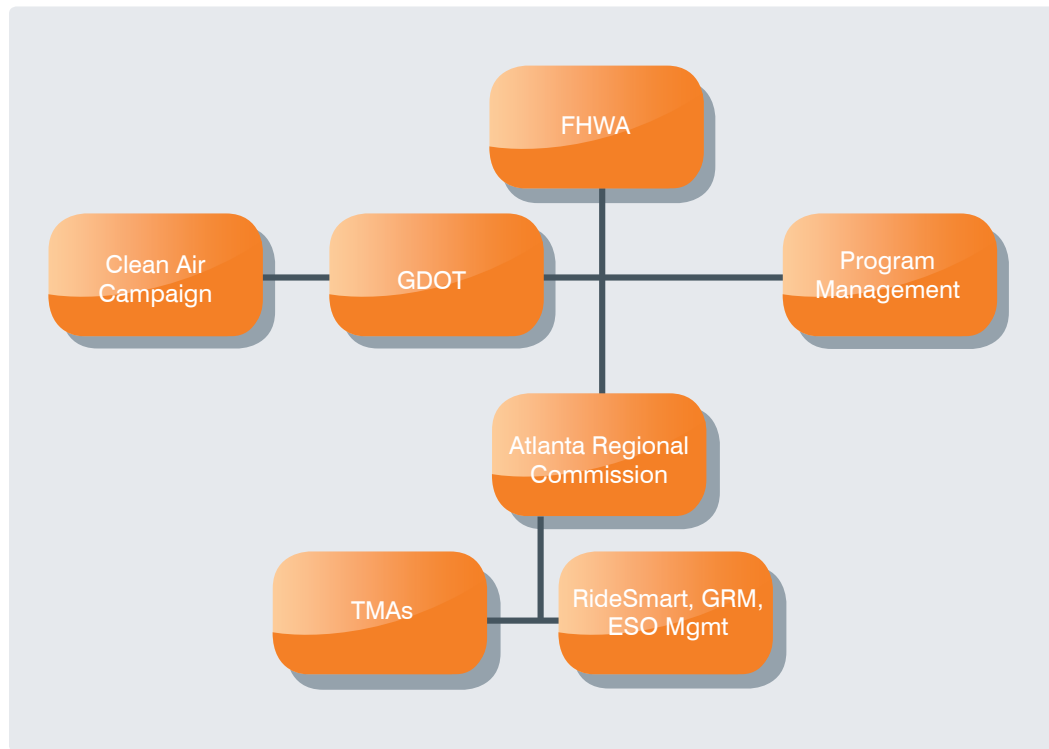 FHWA
Clean Air
Campaign
GDOT
Program
Management
Atlanta Regional
Commission
TMAs
RideSmart, GRM,
ESO Mgmt